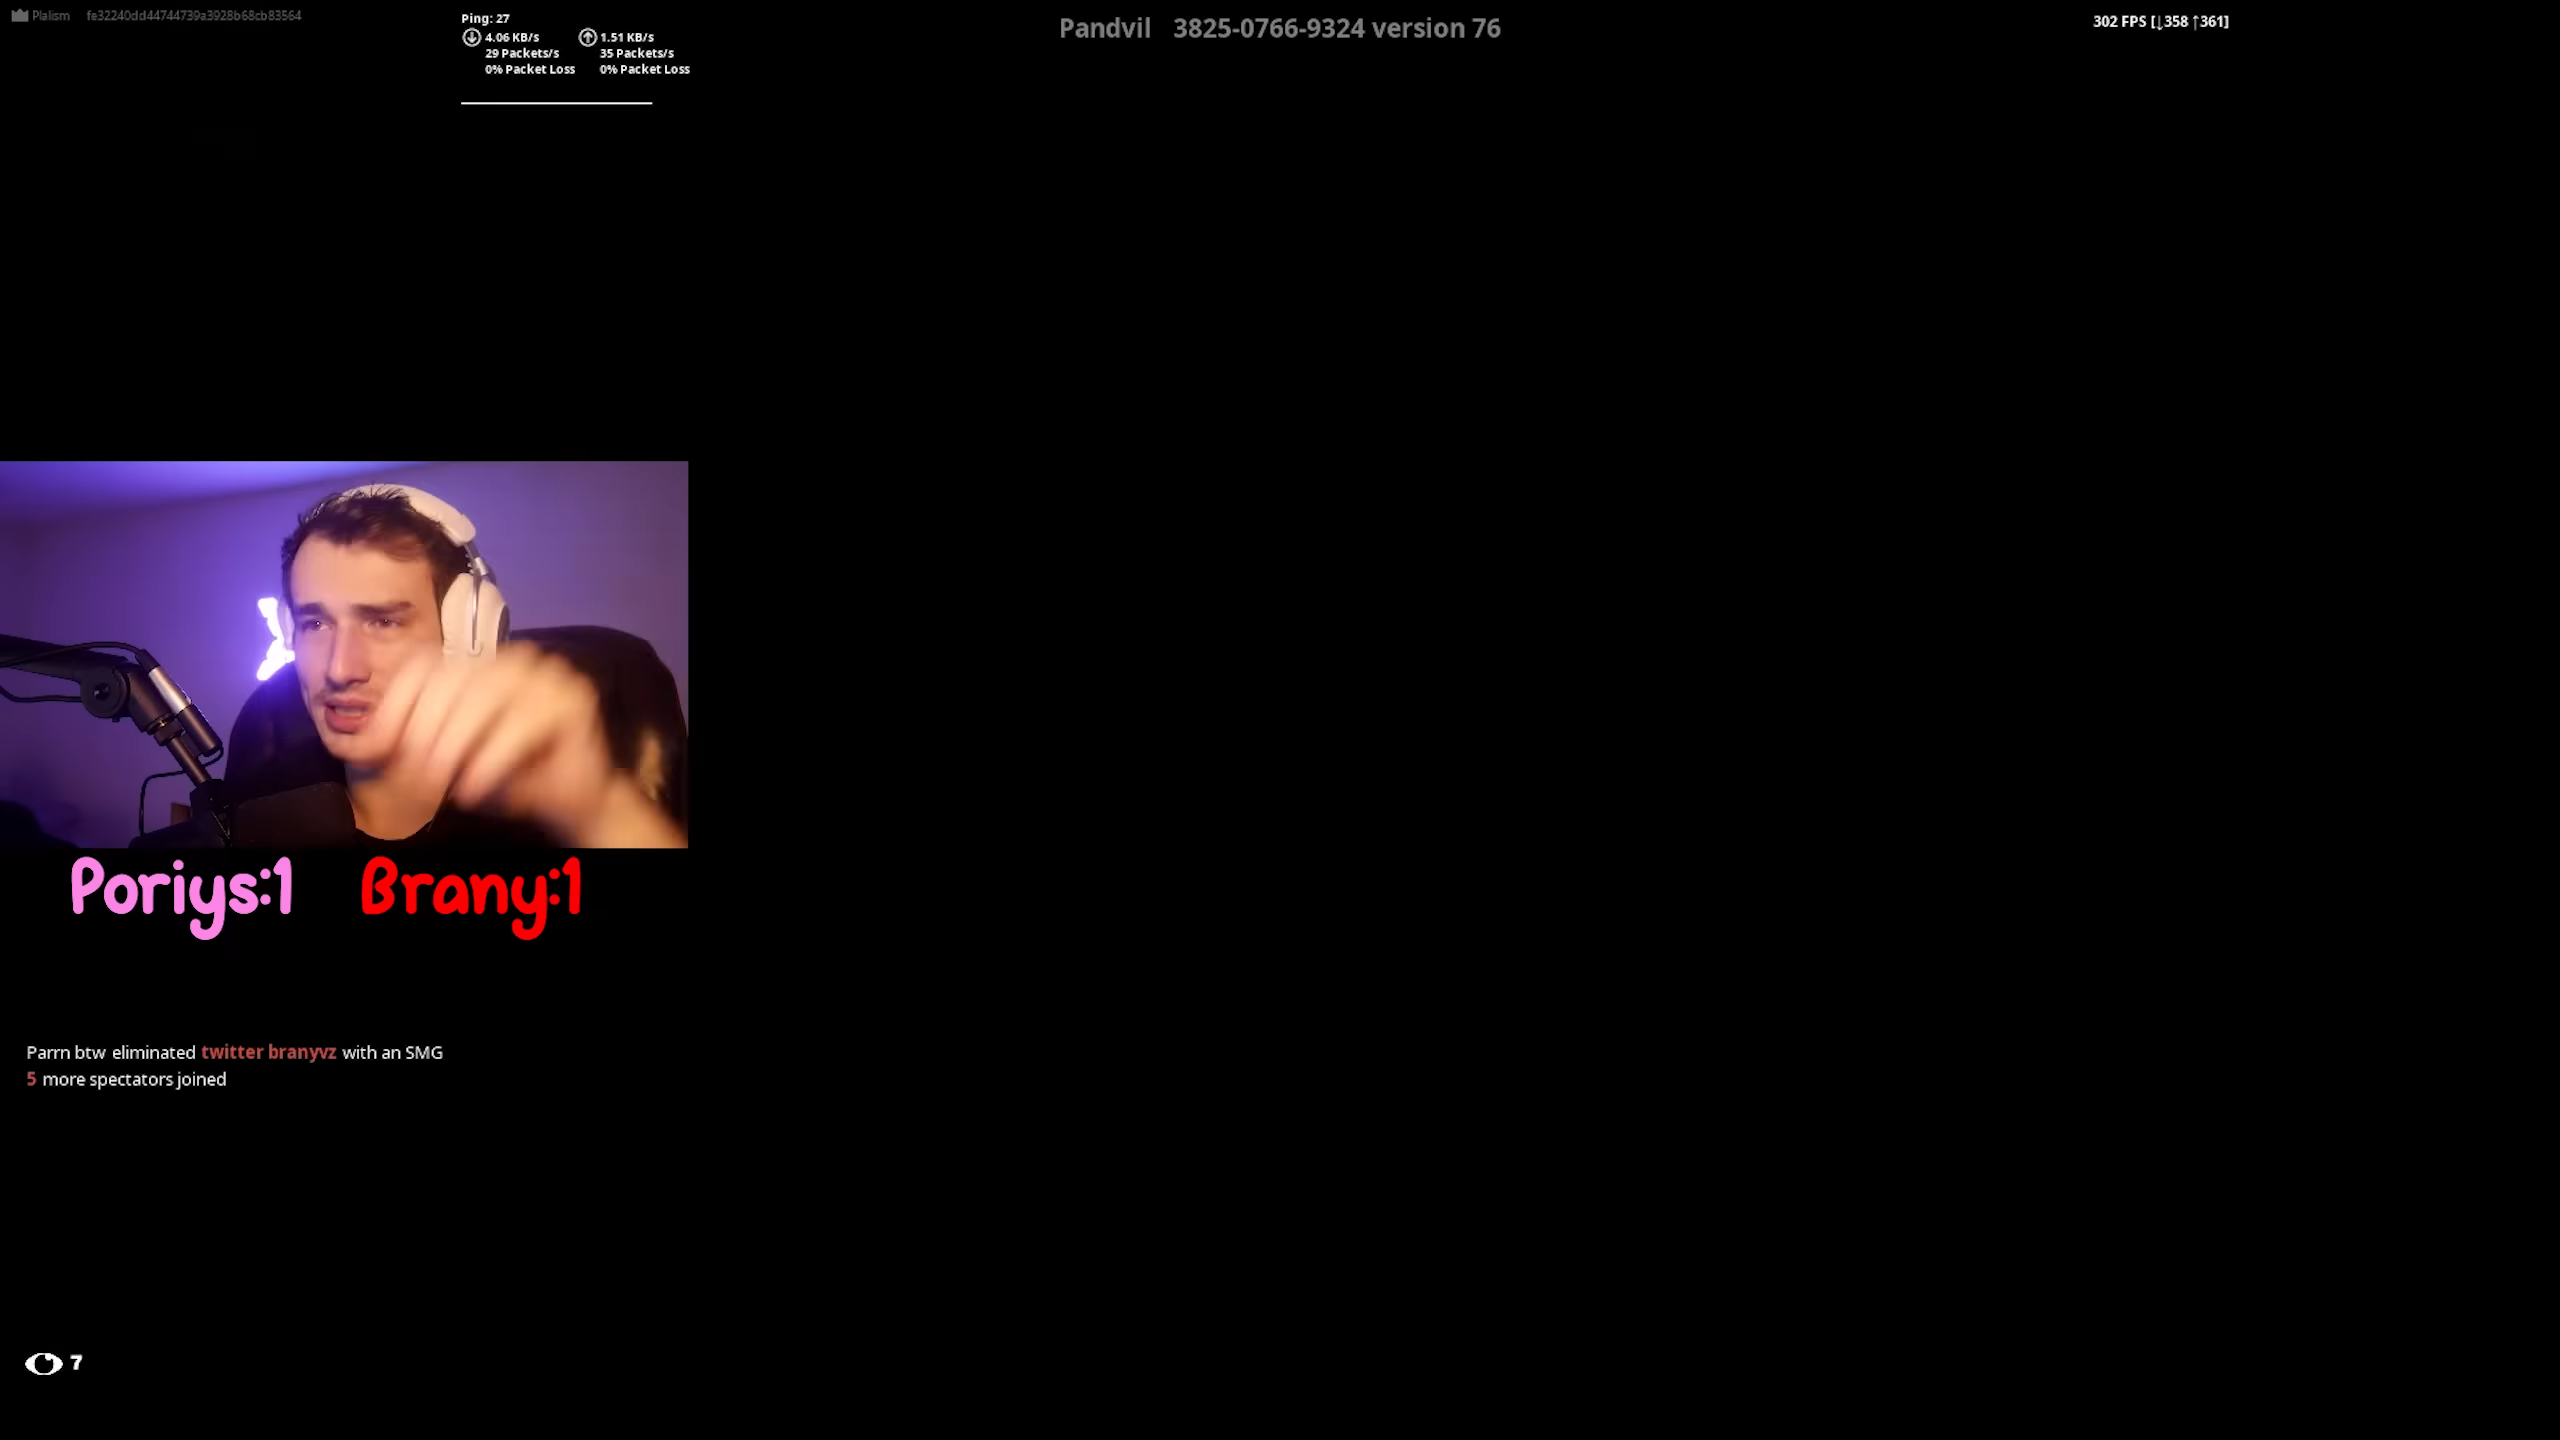 Plalism fe32240dd44744739a3928b68cb83564
Ping: 27
4.06 KB/s 1.51 KB/s
29 Packets/s 35 Packets/s
0% Packet Loss 0% Packet Loss
Pandvil 3825-0766-9324 version 76
302 FPS [↓358 ↑361]
Poriys:1 Brany:1
Parrn btw eliminated twitter branyvz with an SMG
5 more spectators joined
7